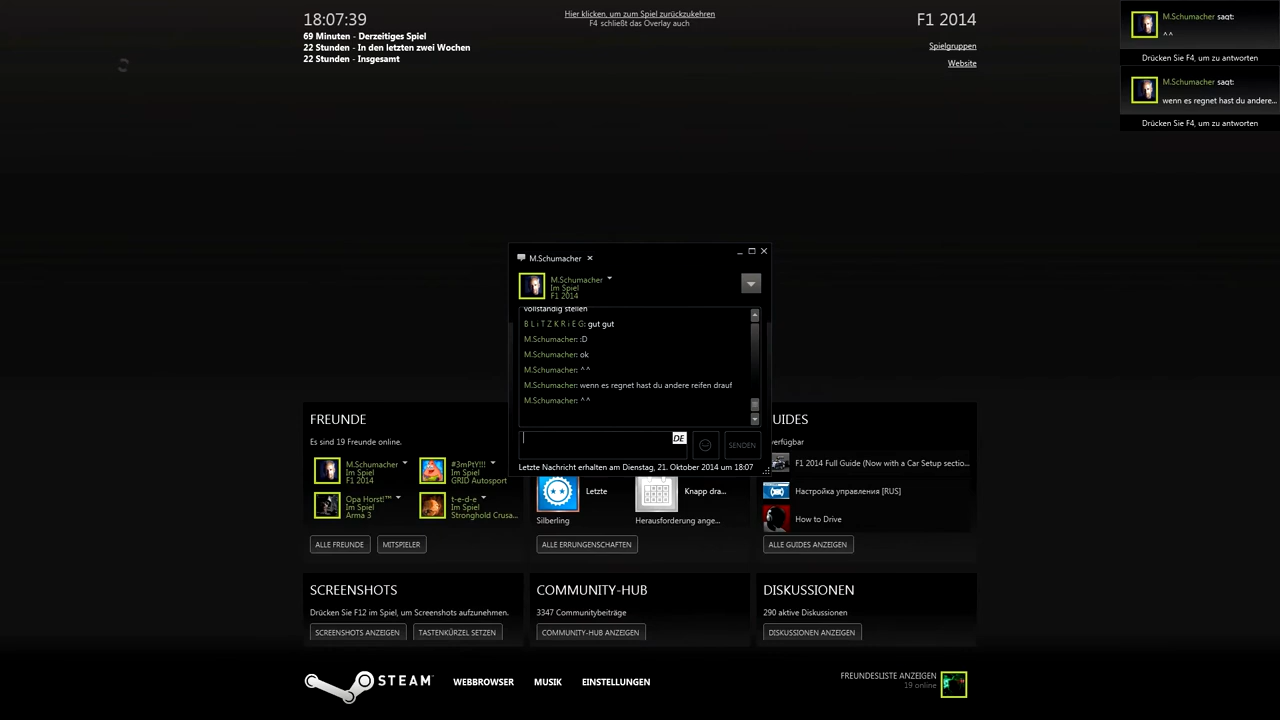 18:07:39
69 Minuten - Derzeitiges Spiel
22 Stunden - In den letzten zwei Wochen
22 Stunden - Insgesamt
Hier klicken, um zum Spiel zurückzukehren
F4 schließt das Overlay auch
F1 2014
Spielgruppen
Website
M.Schumacher sagt:
^^
Drücken Sie F4, um zu antworten
M.Schumacher sagt:
wenn es regnet hast du andere...
Drücken Sie F4, um zu antworten
M.Schumacher
M.Schumacher
Im Spiel
F1 2014
vollständig stellen
B L i T Z K R i E G: gut gut
M.Schumacher: :D
M.Schumacher: ok
M.Schumacher: ^^
M.Schumacher: wenn es regnet hast du andere reifen drauf
M.Schumacher: ^^
DE
SENDEN
Letzte Nachricht erhalten am Dienstag, 21. Oktober 2014 um 18:07
FREUNDE
Es sind 19 Freunde online.
M.Schumacher
Im Spiel
F1 2014
#3mPtY!!!
Im Spiel
GRID Autosport
Opa Horst!™
Im Spiel
Arma 3
t-e-d-e
Im Spiel
Stronghold Crusa...
ALLE FREUNDE
MITSPIELER
Letzte
Knapp dra...
Silberling
Herausforderung ange...
ALLE ERRUNGENSCHAFTEN
GUIDES
verfügbar
F1 2014 Full Guide (Now with a Car Setup sectio...
Настройка управления [RUS]
How to Drive
ALLE GUIDES ANZEIGEN
SCREENSHOTS
Drücken Sie F12 im Spiel, um Screenshots aufzunehmen.
SCREENSHOTS ANZEIGEN
TASTENKÜRZEL SETZEN
COMMUNITY-HUB
3347 Communitybeiträge
COMMUNITY-HUB ANZEIGEN
DISKUSSIONEN
290 aktive Diskussionen
DISKUSSIONEN ANZEIGEN
STEAM
WEBBROWSER
MUSIK
EINSTELLUNGEN
FREUNDESLISTE ANZEIGEN
19 online